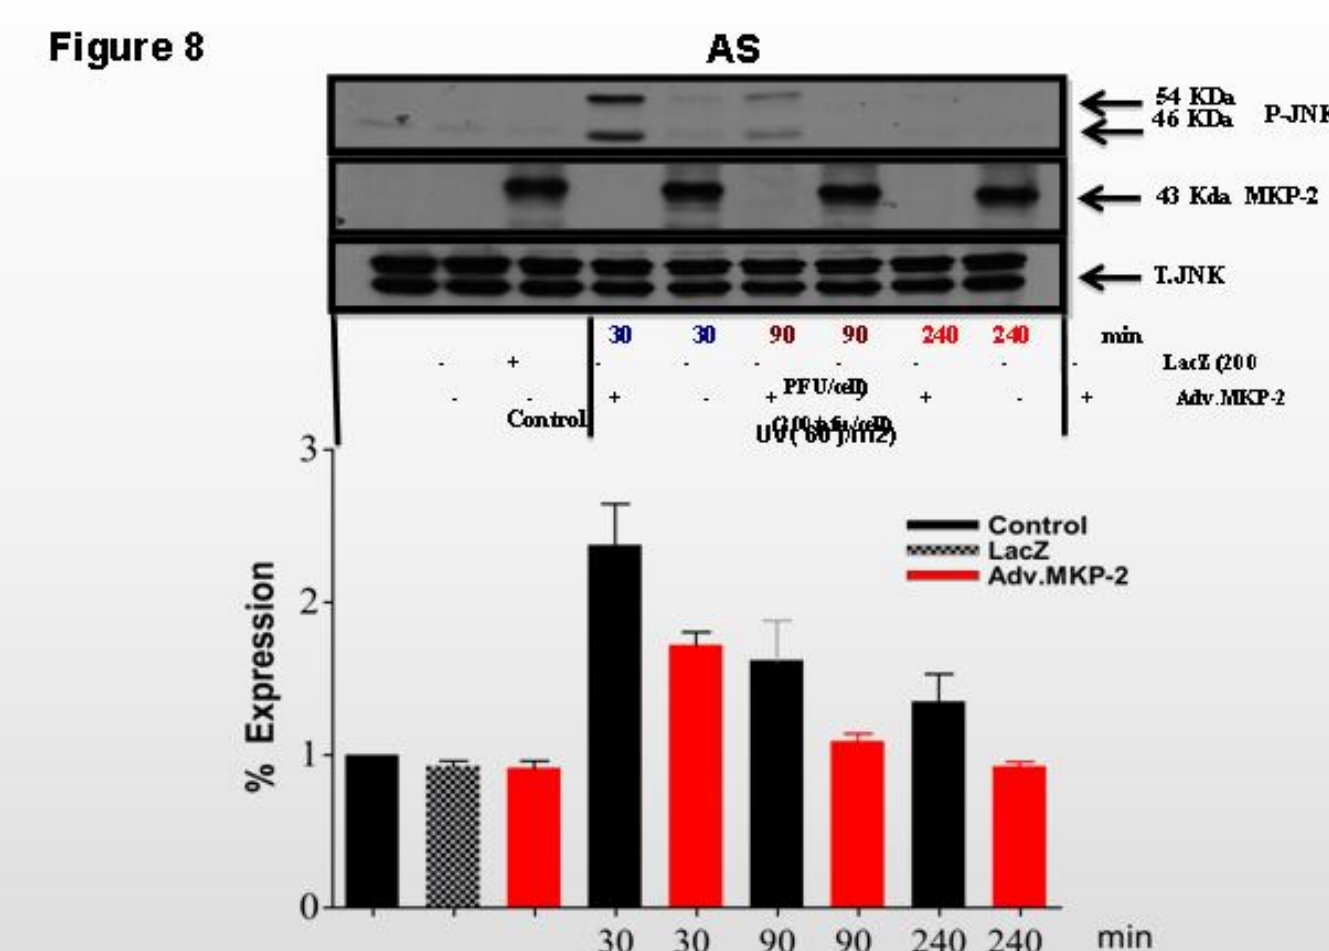 Figure 8
AS
54 KDa
46 KDa
P-JNK
43 Kda MKP-2
T.JNK
30 30 90 90 240 240 min
- + - - - - - - - LacZ (200
PFU/cell)
- - + - + - + - + Adv.MKP-2
Control
UV( 60 j/m2)
3
2
1
0
% Expression
Control
LacZ
Adv.MKP-2
30 30 90 90 240 240 min